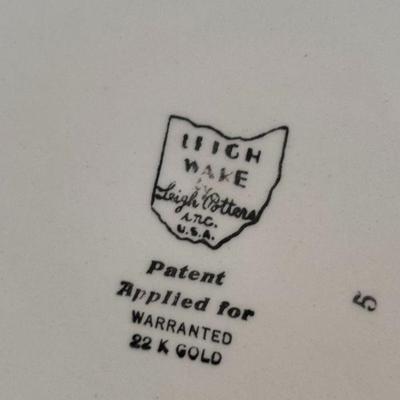 LEIGH
WARE
by
Leigh Potters
inc.
U.S.A.
Patent
Applied for
WARRANTED
22 K GOLD
5